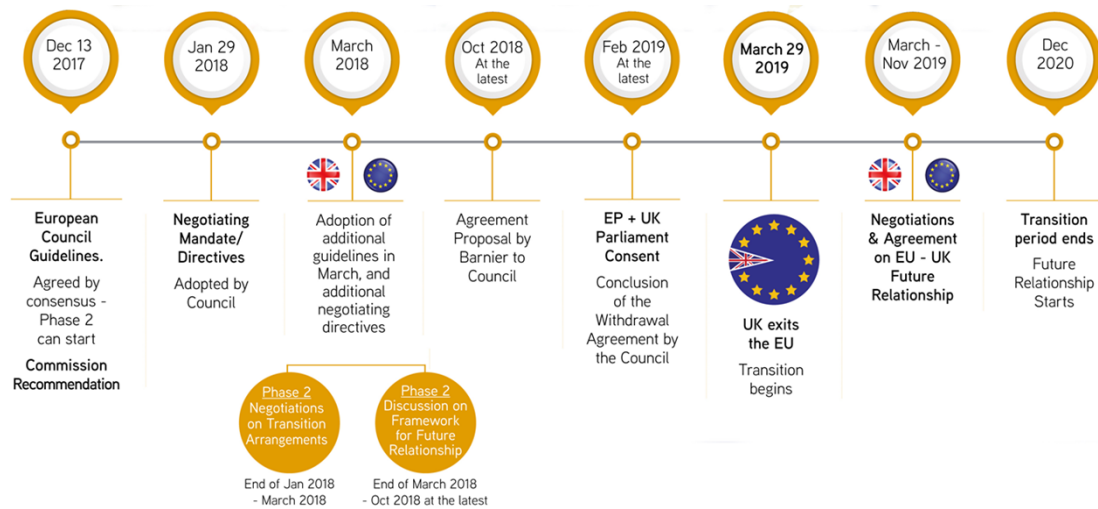 Dec 13
2017
Jan 29
2018
March
2018
Oct 2018
At the
latest
Feb 2019
At the
latest
March 29
2019
March -
Nov 2019
Dec
2020
European
Council
Guidelines.
Agreed by
consensus -
Phase 2
can start
Commission
Recommendation
Negotiating
Mandate/
Directives
Adopted by
Council
Adoption of
additional
guidelines in
March, and
additional
negotiating
directives
Agreement
Proposal by
Barnier to
Council
EP + UK
Parliament
Consent
Conclusion
of the
Withdrawal
Agreement by
the Council
UK exits
the EU
Transition
begins
Negotiations
& Agreement
on EU - UK
Future
Relationship
Transition
period ends
Future
Relationship
Starts
Phase 2
Negotiations
on Transition
Arrangements
End of Jan 2018
- March 2018
Phase 2
Discussion on
Framework
for Future
Relationship
End of March 2018
- Oct 2018 at the latest